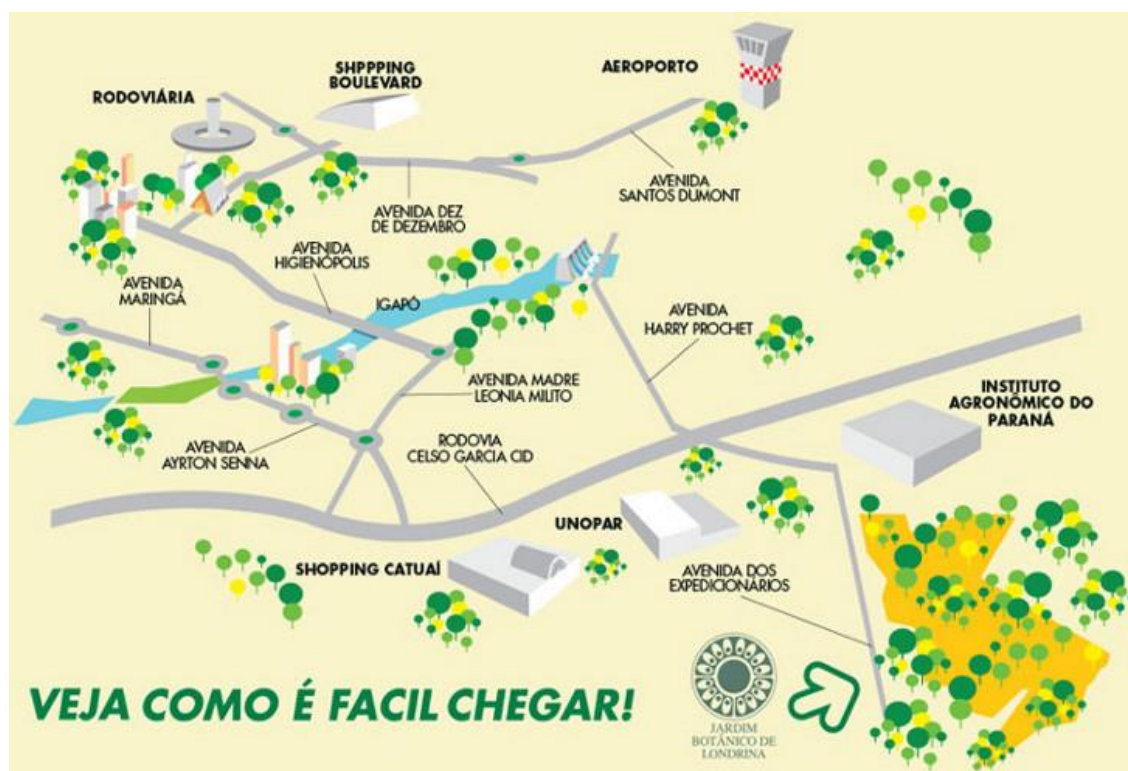 SHPPPING
BOULEVARD
AEROPORTO
RODOVIÁRIA
AVENIDA
SANTOS DUMONT
AVENIDA DEZ
DE DEZEMBRO
AVENIDA
HIGIENÓPOLIS
AVENIDA
MARINGÁ
IGAPÓ
AVENIDA
HARRY PROCHET
AVENIDA MADRE
LEONIA MILITO
INSTITUTO
AGRONÔMICO DO
PARANÁ
AVENIDA
AYRTON SENNA
RODOVIA
CELSO GARCIA CID
UNOPAR
SHOPPING CATUAÍ
AVENIDA DOS
EXPEDICIONÁRIOS
VEJA COMO É FACIL CHEGAR!
JARDIM
BOTÂNICO DE
LONDRINA